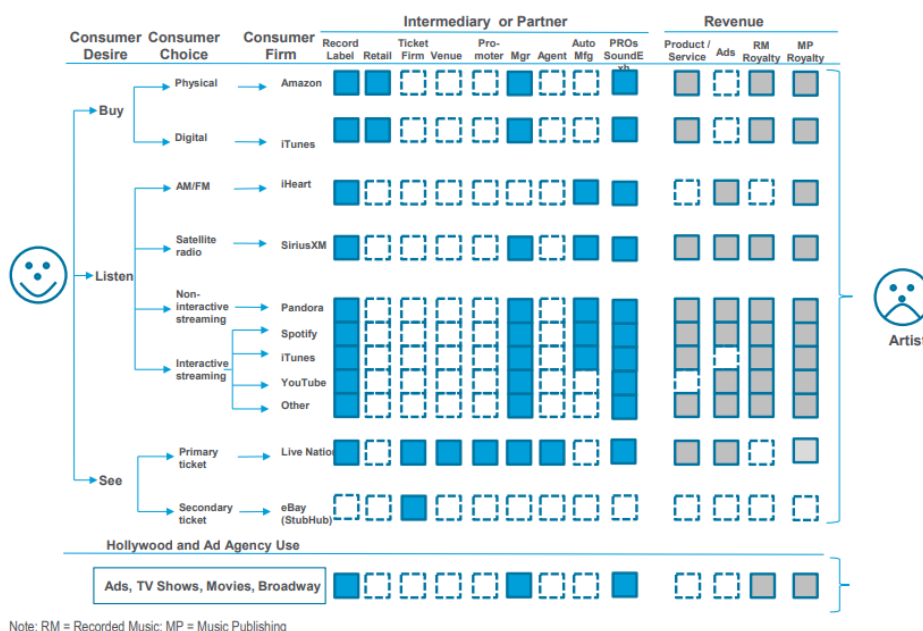 Intermediary or Partner
Revenue
Consumer Desire
Consumer Choice
Consumer Firm
Record Label
Retail
Ticket Firm
Venue
Pro-moter
Mgr
Agent
Auto Mfg
PROs SoundE
Product / Service
Ads
RM Royalty
MP Royalty
Buy
Physical
Amazon
Digital
iTunes
AM/FM
iHeart
Satellite radio
SiriusXM
Listen
Non-interactive streaming
Pandora
Spotify
Interactive streaming
iTunes
YouTube
Other
Artist
See
Primary ticket
Live Nation
Secondary ticket
eBay (StubHub)
Hollywood and Ad Agency Use
Ads, TV Shows, Movies, Broadway
Note: RM = Recorded Music; MP = Music Publishing